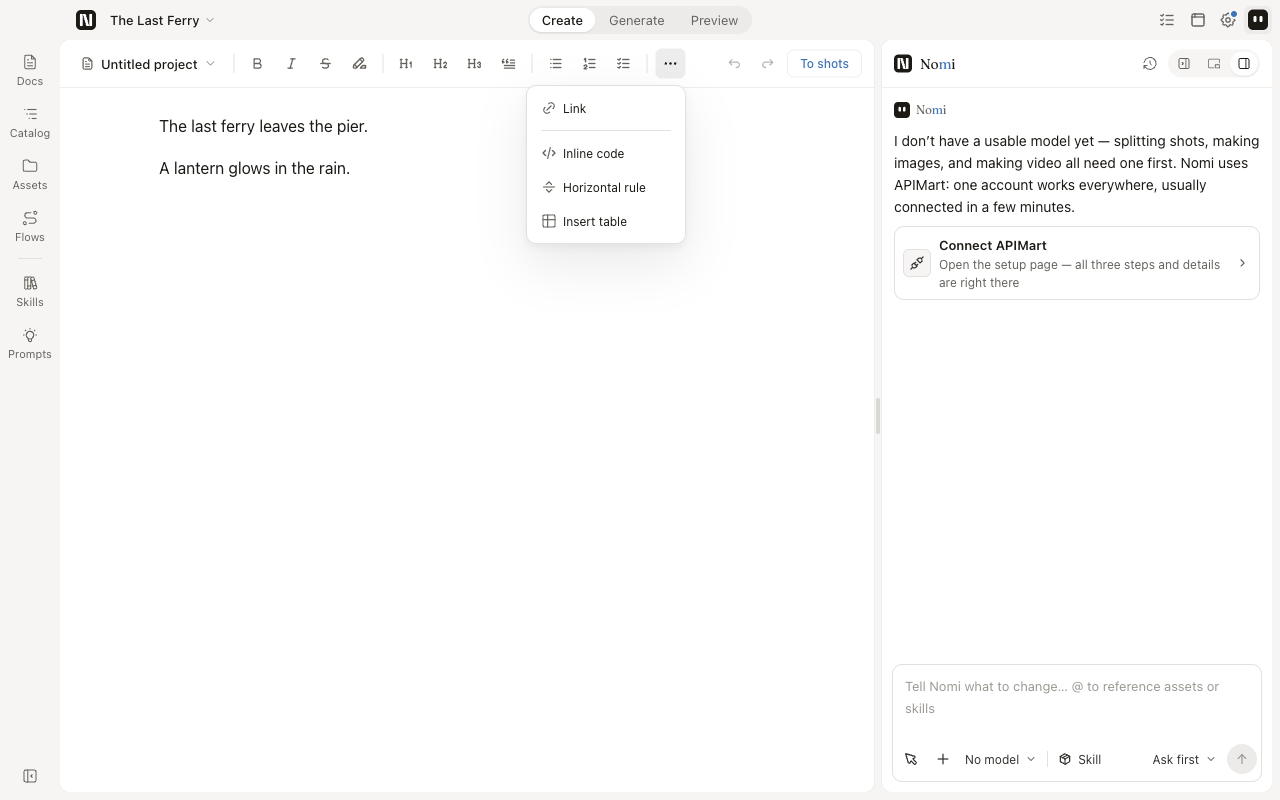 The Last Ferry
Create
Generate
Preview
Docs
Catalog
Assets
Flows
Skills
Prompts
Untitled project
B
I
S
H1
H2
H3
To shots
Link
Inline code
Horizontal rule
Insert table
The last ferry leaves the pier.
A lantern glows in the rain.
Nomi
Nomi
I don’t have a usable model yet — splitting shots, making
images, and making video all need one first. Nomi uses
APIMart: one account works everywhere, usually
connected in a few minutes.
Connect APIMart
Open the setup page — all three steps and details
are right there
Tell Nomi what to change... @ to reference assets or
skills
No model
Skill
Ask first